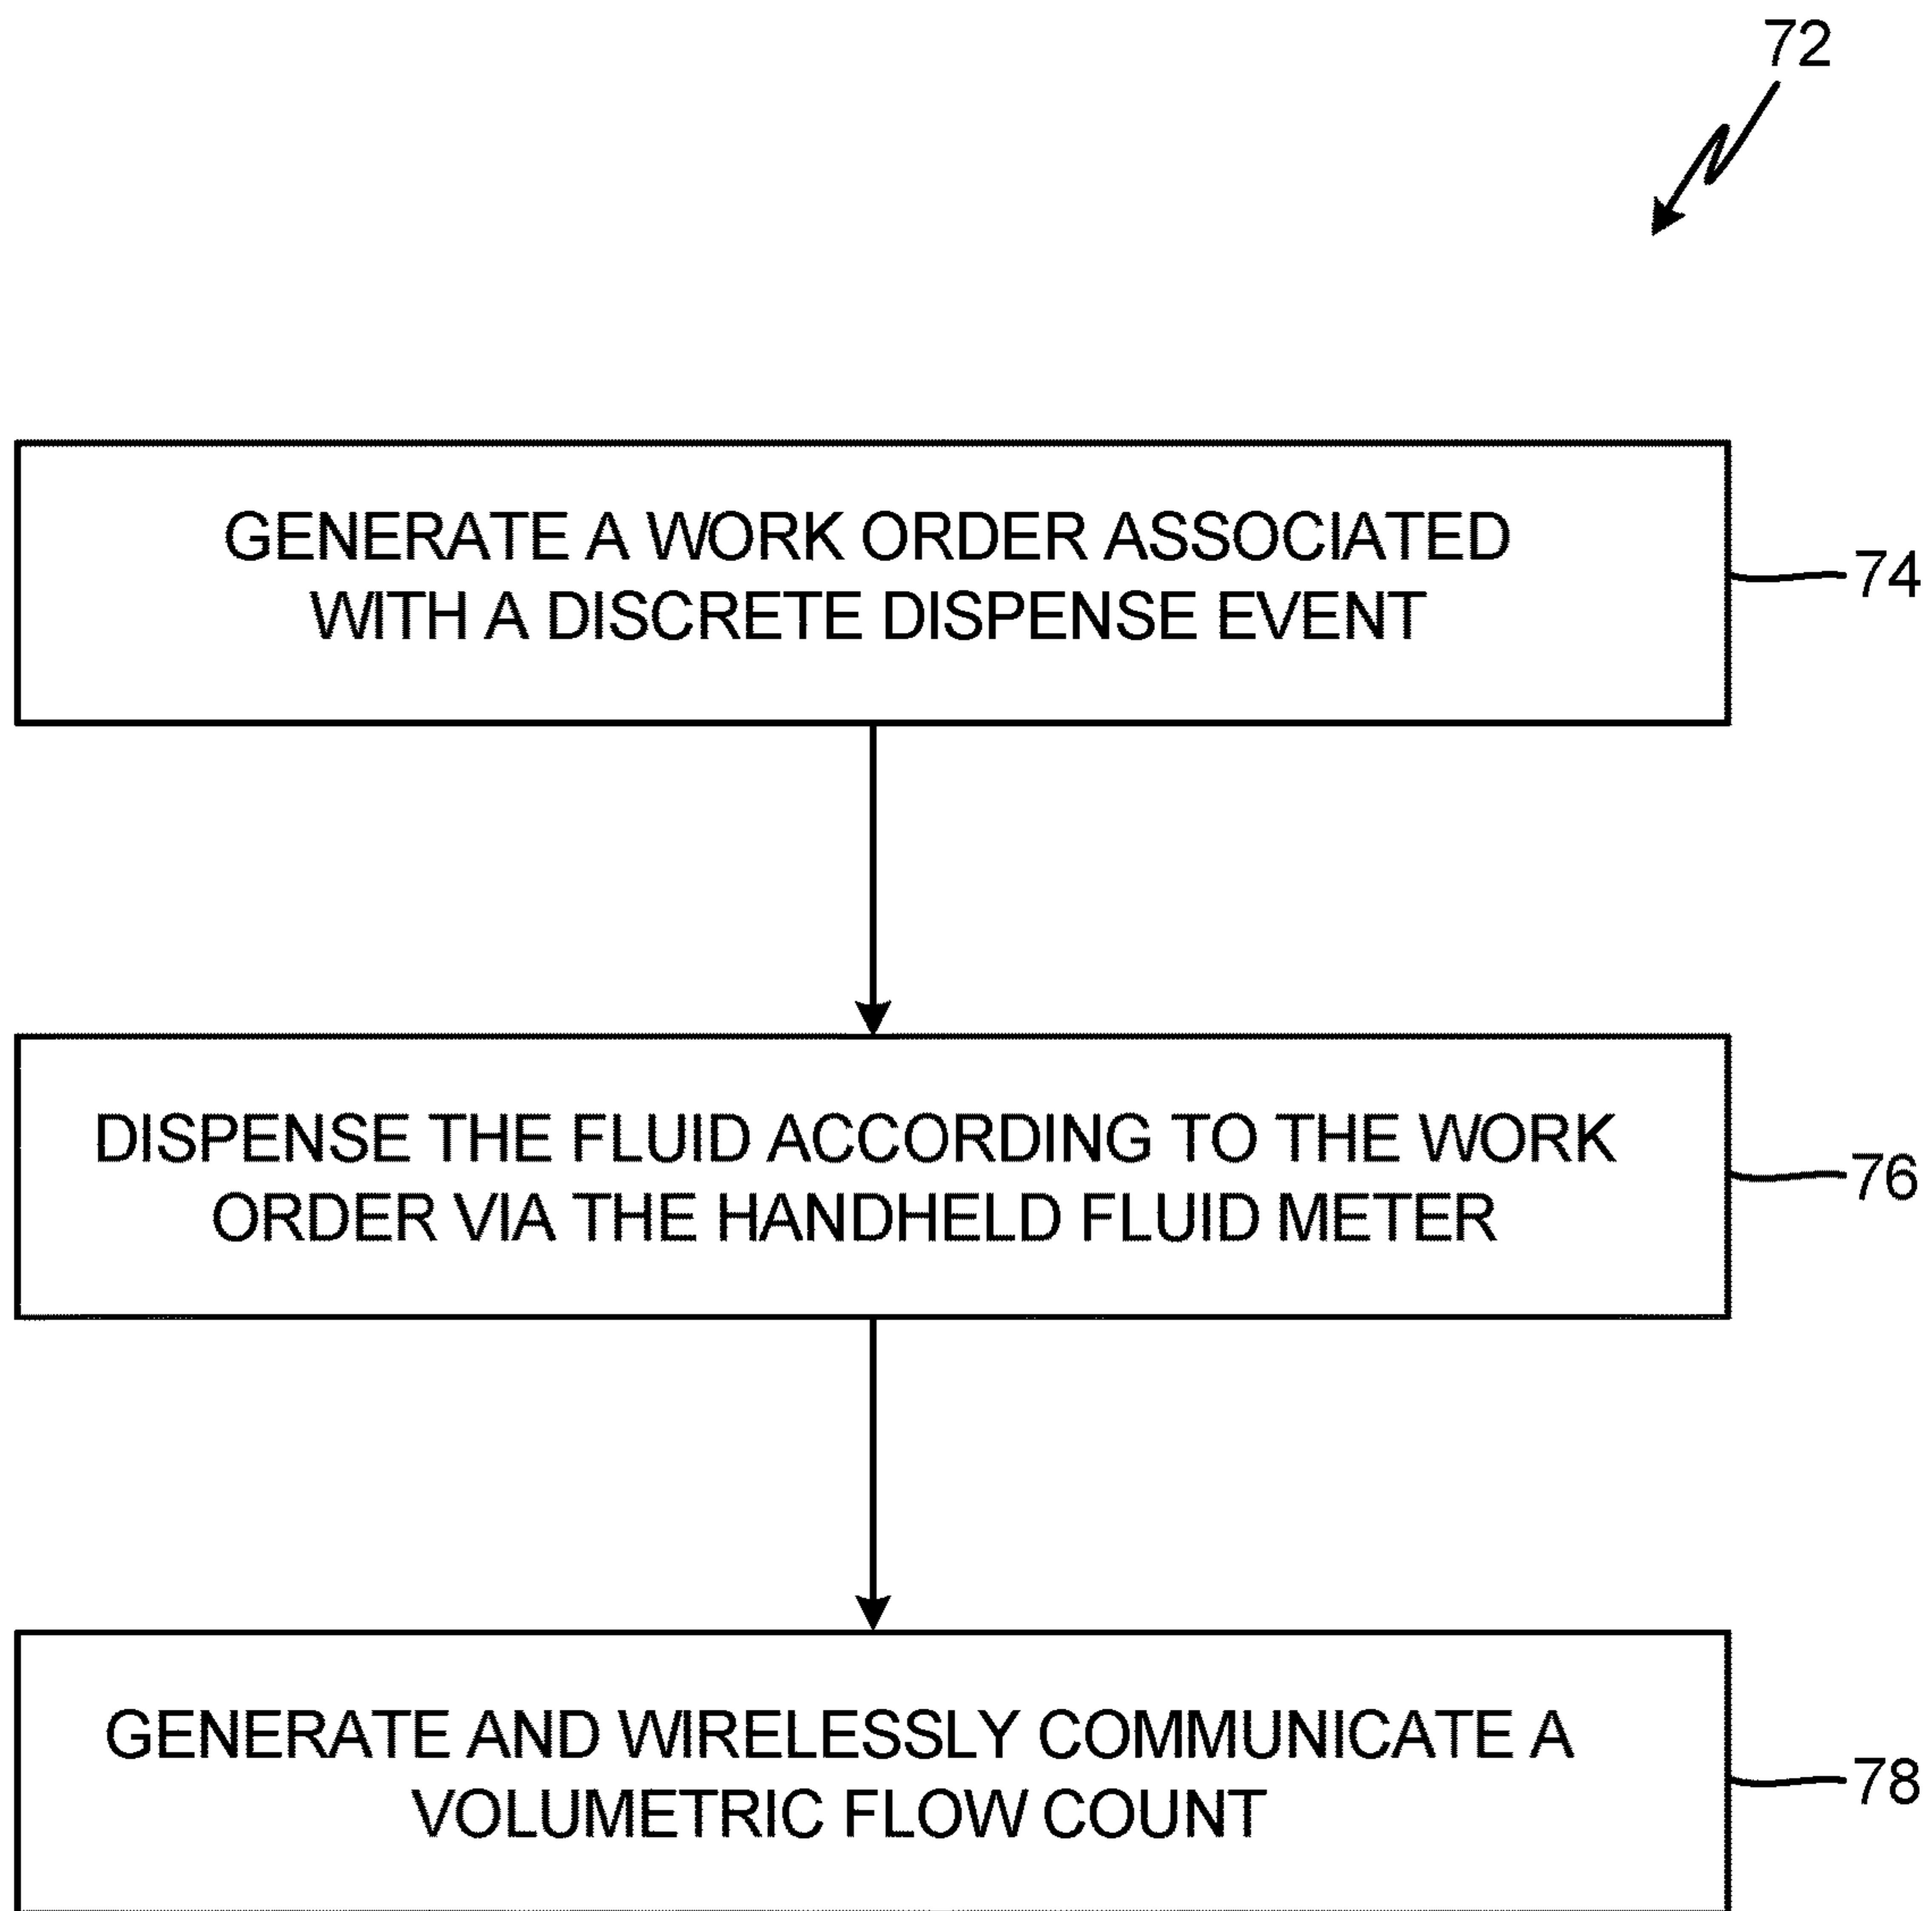 72
GENERATE A WORK ORDER ASSOCIATED
WITH A DISCRETE DISPENSE EVENT
74
DISPENSE THE FLUID ACCORDING TO THE WORK
ORDER VIA THE HANDHELD FLUID METER
76
GENERATE AND WIRELESSLY COMMUNICATE A
VOLUMETRIC FLOW COUNT
78